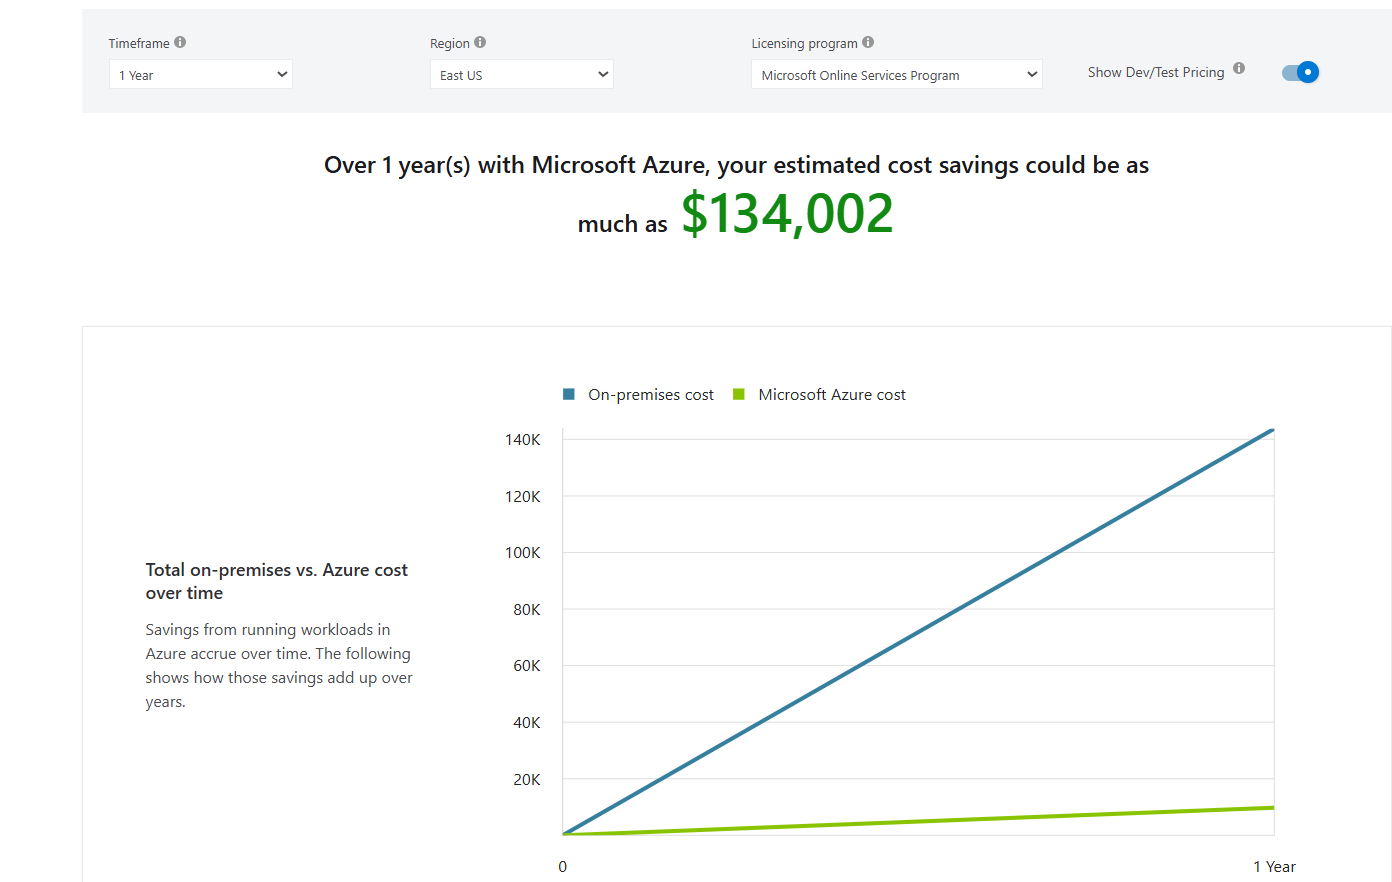 Timeframe
Region
Licensing program
Show Dev/Test Pricing
1 Year
East US
Microsoft Online Services Program
Over 1 year(s) with Microsoft Azure, your estimated cost savings could be as
much as $134,002
On-premises cost
Microsoft Azure cost
Total on-premises vs. Azure cost
over time
Savings from running workloads in
Azure accrue over time. The following
shows how those savings add up over
years.
140K
120K
100K
80K
60K
40K
20K
0
1 Year